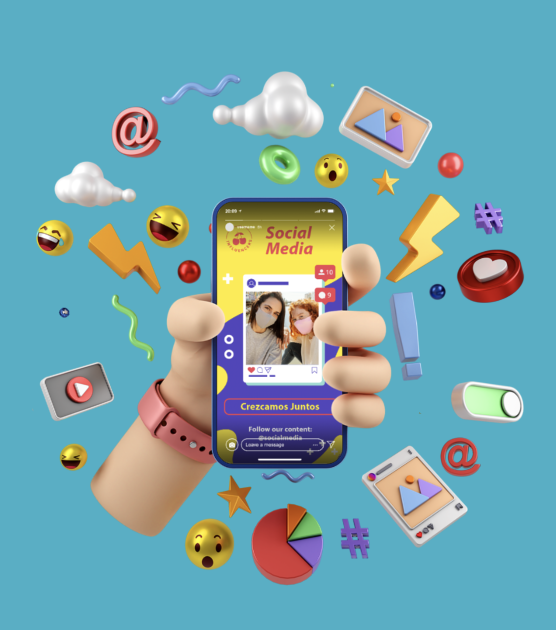 @
20:05
Social
Media
10
9
#
!
Crezcamos Juntos
Follow our content:
@socialmedia
Leave a message
@
#